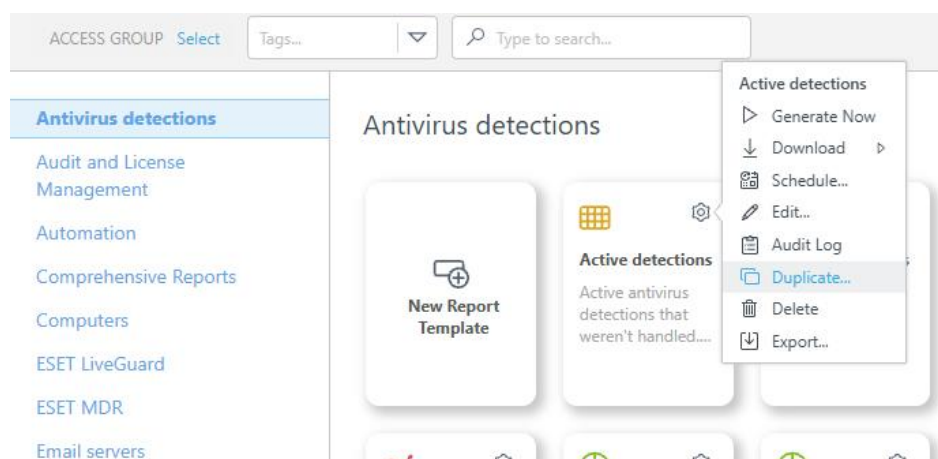 ACCESS GROUP Select Tags... Type to search...
Antivirus detections
Audit and License
Management
Automation
Comprehensive Reports
Computers
ESET LiveGuard
ESET MDR
Email servers
Antivirus detections
New Report
Template
Active detections
Active antivirus
detections that
weren't handled....
Active detections
Generate Now
Download
Schedule...
Edit...
Audit Log
Duplicate...
Delete
Export...